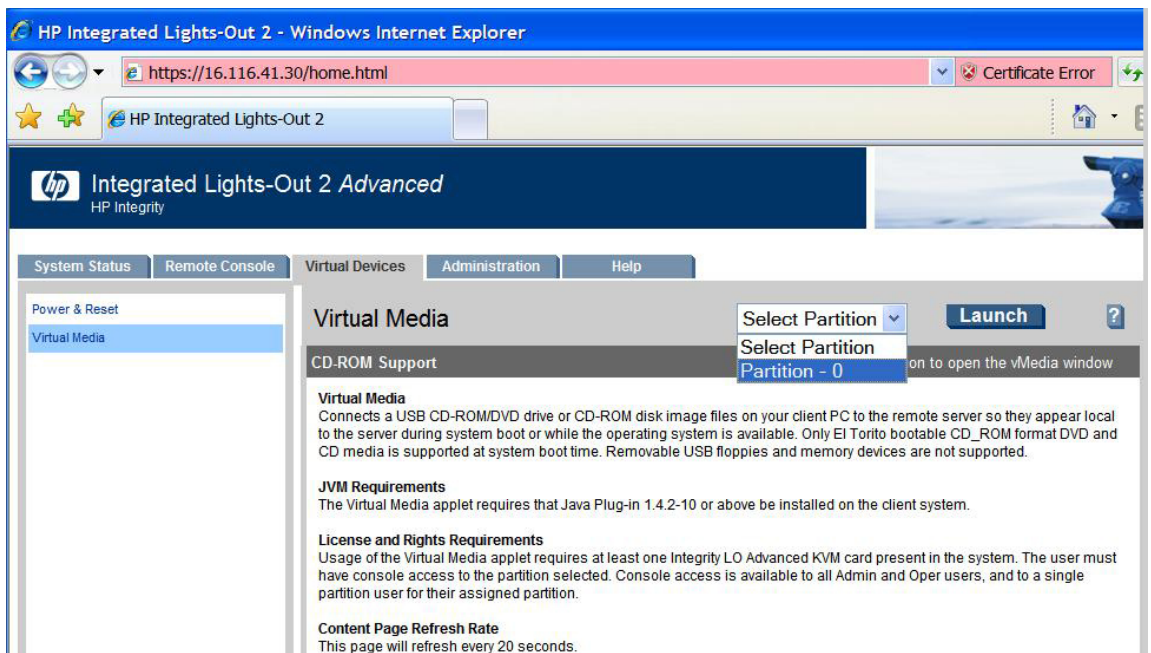 HP Integrated Lights-Out 2 - Windows Internet Explorer
https://16.116.41.30/home.html
Certificate Error
HP Integrated Lights-Out 2
hp
Integrated Lights-Out 2 Advanced
HP Integrity
System Status
Remote Console
Virtual Devices
Administration
Help
Power & Reset
Virtual Media
Virtual Media
Select Partition
Launch
?
Select Partition
Partition - 0
CD-ROM Support
on to open the vMedia window
Virtual Media
Connects a USB CD-ROM/DVD drive or CD-ROM disk image files on your client PC to the remote server so they appear local
to the server during system boot or while the operating system is available. Only El Torito bootable CD_ROM format DVD and
CD media is supported at system boot time. Removable USB floppies and memory devices are not supported.
JVM Requirements
The Virtual Media applet requires that Java Plug-in 1.4.2-10 or above be installed on the client system.
License and Rights Requirements
Usage of the Virtual Media applet requires at least one Integrity LO Advanced KVM card present in the system. The user must
have console access to the partition selected. Console access is available to all Admin and Oper users, and to a single
partition user for their assigned partition.
Content Page Refresh Rate
This page will refresh every 20 seconds.